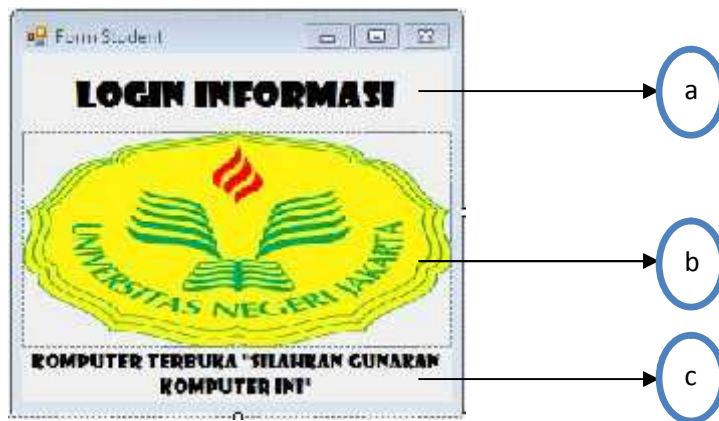 Form Student
LOGIN INFORMASI
a
UNIVERSITAS NEGERI JAKARTA
b
KOMPUTER TERBUKA "SILAHKAN GUNAKAN
KOMPUTER INI"
c